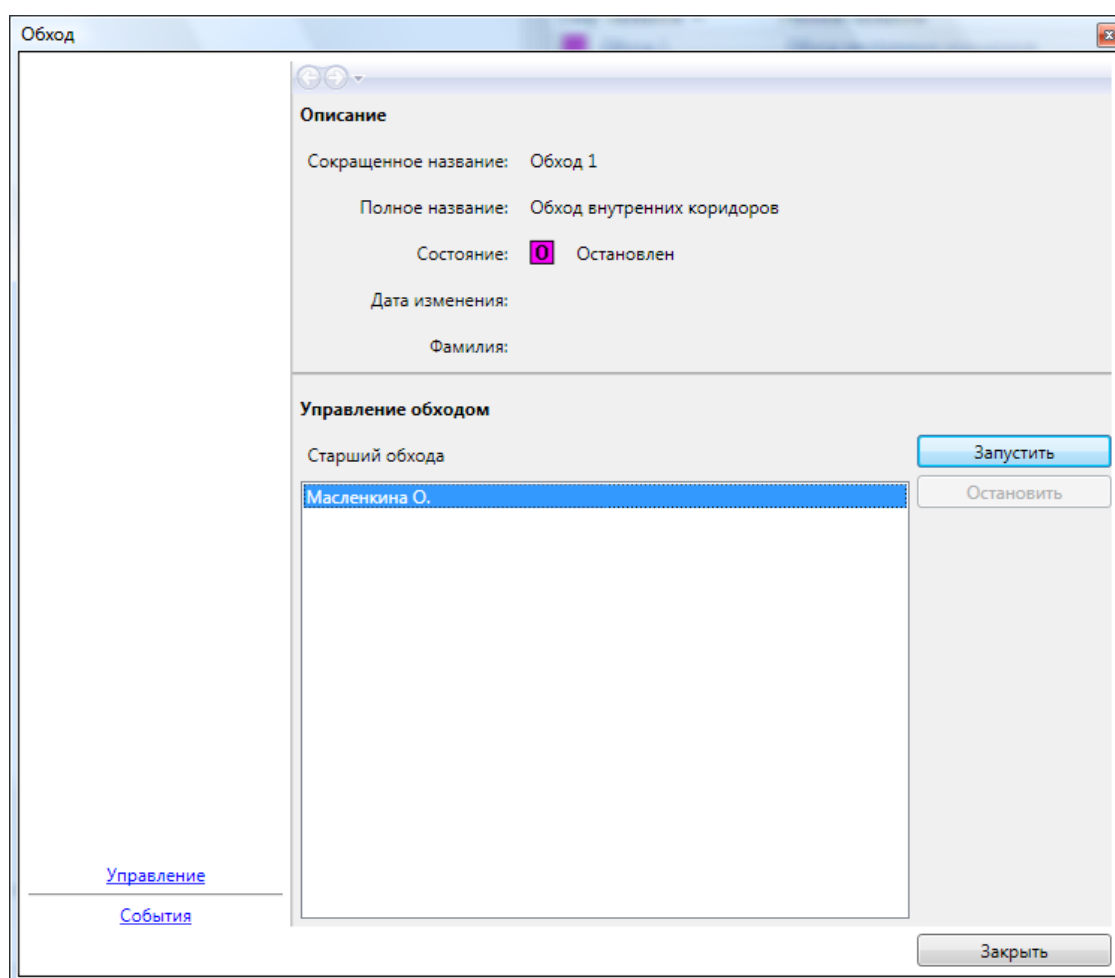 Обход
Описание
Сокращенное название: Обход 1
Полное название: Обход внутренних коридоров
Состояние: О Остановлен
Дата изменения:
Фамилия:
Управление обходом
Старший обхода
Запустить
Масленкина О.
Остановить
Управление
События
Закрыть